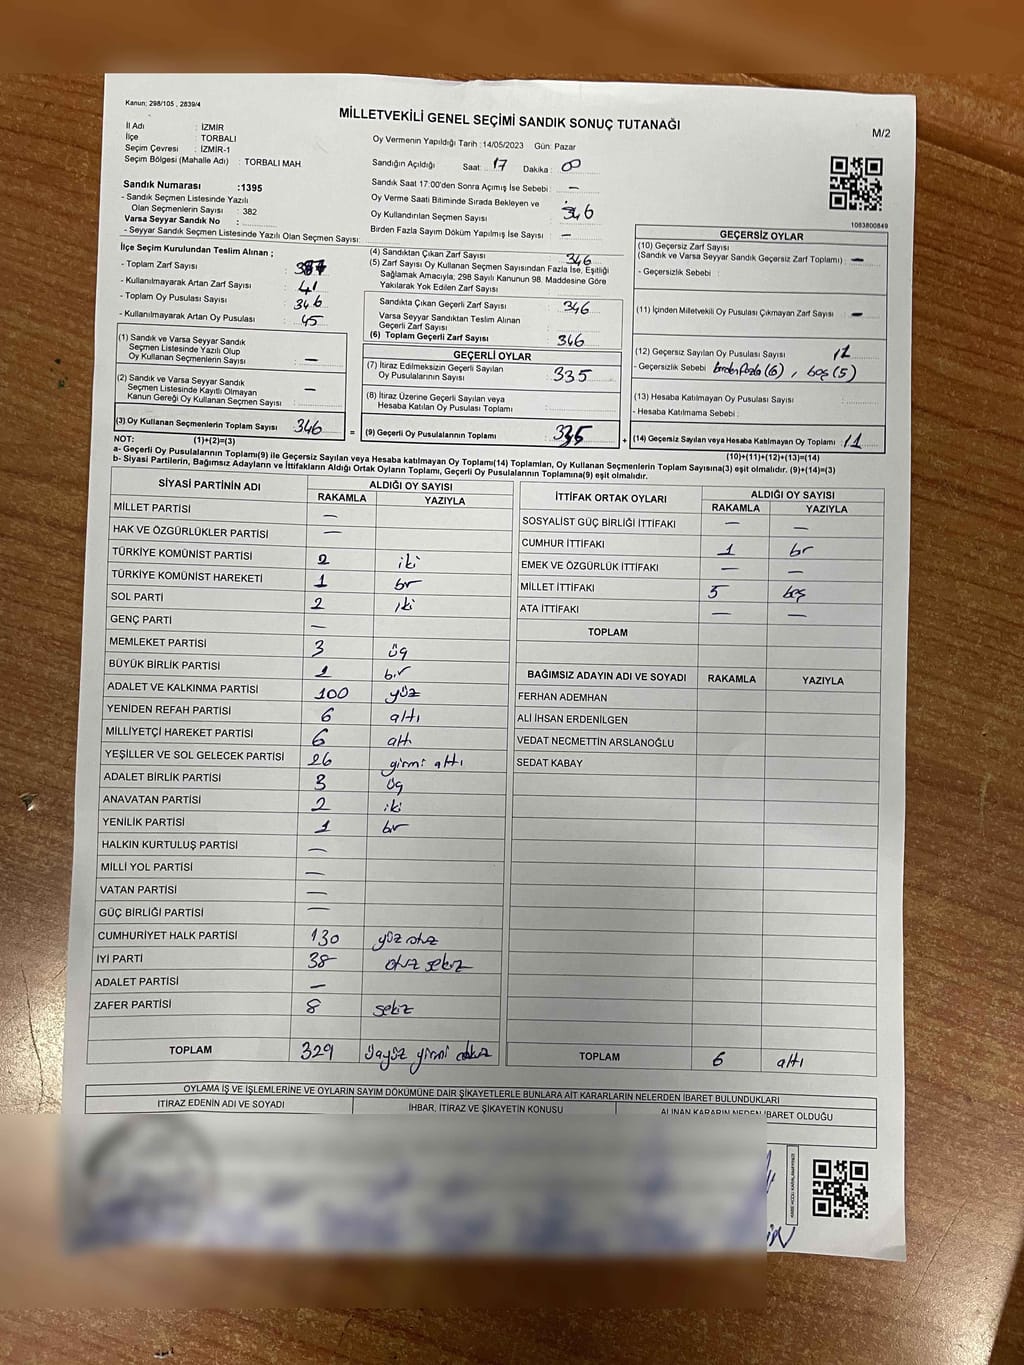 Kanun: 298/105 , 2839/4
MİLLETVEKİLİ GENEL SEÇİMİ SANDIK SONUÇ TUTANAĞI
M/2
İl Adı : İZMİR
İlçe : TORBALI
Seçim Çevresi : İZMİR-1
Seçim Bölgesi (Mahalle Adı) : TORBALI MAH.
Oy Vermenin Yapıldığı Tarih :14/05/2023 Gün: Pazar
Sandığın Açıldığı Saat: 17 Dakika:
Sandık Saat 17:00'den Sonra Açımış İse Sebebi : —
Oy Verme Saati Bitiminde Sırada Bekleyen ve
Oy Kullandırılan Seçmen Sayısı : 346
Birden Fazla Sayım Döküm Yapılmış İse Sayısı : —
Sandık Numarası :1395
- Sandık Seçmen Listesinde Yazılı
Olan Seçmenlerin Sayısı : 382
Varsa Seyyar Sandık No :
- Seyyar Sandık Seçmen Listesinde Yazılı Olan Seçmen Sayısı:
1083800849
İlçe Seçim Kurulundan Teslim Alınan ;
- Toplam Zarf Sayısı :
- Kullanılmayarak Artan Zarf Sayısı : 41
- Toplam Oy Pusulası Sayısı : 346
- Kullanılmayarak Artan Oy Pusulası : 45
(1) Sandık ve Varsa Seyyar Sandık
Seçmen Listesinde Yazılı Olup
Oy Kullanan Seçmenlerin Sayısı : —
(2) Sandık ve Varsa Seyyar Sandık
Seçmen Listesinde Kayıtlı Olmayan
Kanun Gereği Oy Kullanan Seçmen Sayısı : —
(3) Oy Kullanan Seçmenlerin Toplam Sayısı 346
(4) Sandıktan Çıkan Zarf Sayısı : 346
(5) Zarf Sayısı Oy Kullanan Seçmen Sayısından Fazla İse, Eşitliği
Sağlamak Amacıyla, 298 Sayılı Kanunun 98. Maddesine Göre
Yakılarak Yok Edilen Zarf Sayısı :
Sandıkta Çıkan Geçerli Zarf Sayısı 346
Varsa Seyyar Sandıktan Teslim Alınan
Geçerli Zarf Sayısı :
(6) Toplam Geçerli Zarf Sayısı : 346
GEÇERLİ OYLAR
(7) İtiraz Edilmeksizin Geçerli Sayılan
Oy Pusulalarının Sayısı : 335
(8) İtiraz Üzerine Geçerli Sayılan veya
Hesaba Katılan Oy Pusulası Toplamı :
= (9) Geçerli Oy Pusulalarının Toplamı : 335
GEÇERSİZ OYLAR
(10) Geçersiz Zarf Sayısı
(Sandık ve Varsa Seyyar Sandık Geçersiz Zarf Toplamı) : —
- Geçersizlik Sebebi :
(11) İçinden Milletvekili Oy Pusulası Çıkmayan Zarf Sayısı : —
(12) Geçersiz Sayılan Oy Pusulası Sayısı : 11
- Geçersizlik Sebebi birden fazla (6) , boş (5)
(13) Hesaba Katılmayan Oy Pusulası Sayısı :
- Hesaba Katılmama Sebebi :
+ (14) Geçersiz Sayılan veya Hesaba Katılmayan Oy Toplamı : 11
NOT: (1)+(2)=(3)
(10)+(11)+(12)+(13)=(14)
a- Geçerli Oy Pusulaları Toplamı(9) ile Geçersiz Sayılan veya Hesaba katılmayan Oy Toplamı(14) Toplamları, Oy Kullanan Seçmenlerin Toplam Sayısına(3) eşit olmalıdır. (9)+(14)=(3)
b- Siyasi Partilerin, Bağımsız Adayların ve İttifakların Aldığı Ortak Oyların Toplamı, Geçerli Oy Pusulalarının Toplamına(9) eşit olmalıdır.
SİYASİ PARTİNİN ADI ALDIĞI OY SAYISI
RAKAMLA YAZIYLA
MİLLET PARTİSİ —
HAK VE ÖZGÜRLÜKLER PARTİSİ —
TÜRKİYE KOMÜNİST PARTİSİ 2 iki
TÜRKİYE KOMÜNİST HAREKETİ 1 bir
SOL PARTİ 2 iki
GENÇ PARTİ —
MEMLEKET PARTİSİ 3 üç
BÜYÜK BİRLİK PARTİSİ 1 bir
ADALET VE KALKINMA PARTİSİ 100 yüz
YENİDEN REFAH PARTİSİ 6 altı
MİLLİYETÇİ HAREKET PARTİSİ 6 altı
YEŞİLLER VE SOL GELECEK PARTİSİ 26 yirmi altı
ADALET BİRLİK PARTİSİ 3 üç
ANAVATAN PARTİSİ 2 iki
YENİLİK PARTİSİ 1 bir
HALKIN KURTULUŞ PARTİSİ —
MİLLİ YOL PARTİSİ —
VATAN PARTİSİ —
GÜÇ BİRLİĞİ PARTİSİ —
CUMHURİYET HALK PARTİSİ 130 yüz otuz
İYİ PARTİ 38 otuz sekiz
ADALET PARTİSİ —
ZAFER PARTİSİ 8 sekiz
TOPLAM 329 üçyüz yirmi dokuz
İTTİFAK ORTAK OYLARI ALDIĞI OY SAYISI
RAKAMLA YAZIYLA
SOSYALİST GÜÇ BİRLİĞİ İTTİFAKI — —
CUMHUR İTTİFAKI 1 bir
EMEK VE ÖZGÜRLÜK İTTİFAKI — —
MİLLET İTTİFAKI 5 beş
ATA İTTİFAKI — —
TOPLAM
BAĞIMSIZ ADAYIN ADI VE SOYADI RAKAMLA YAZIYLA
FERHAN ADEMHAN
ALİ İHSAN ERDENİLGEN
VEDAT NECMETTİN ARSLANOĞLU
SEDAT KABAY
TOPLAM 6 altı
OYLAMA İŞ VE İŞLEMLERİNE VE OYLARIN SAYIM DÖKÜMÜNE DAİR ŞİKAYETLERLE BUNLARA AİT KARARLARIN NELERDEN İBARET BULUNDUKLARI
İTİRAZ EDENİN ADI VE SOYADI İHBAR, İTİRAZ VE ŞİKAYETİN KONUSU ALINAN KARARIN NEDEN İBARET OLDUĞU